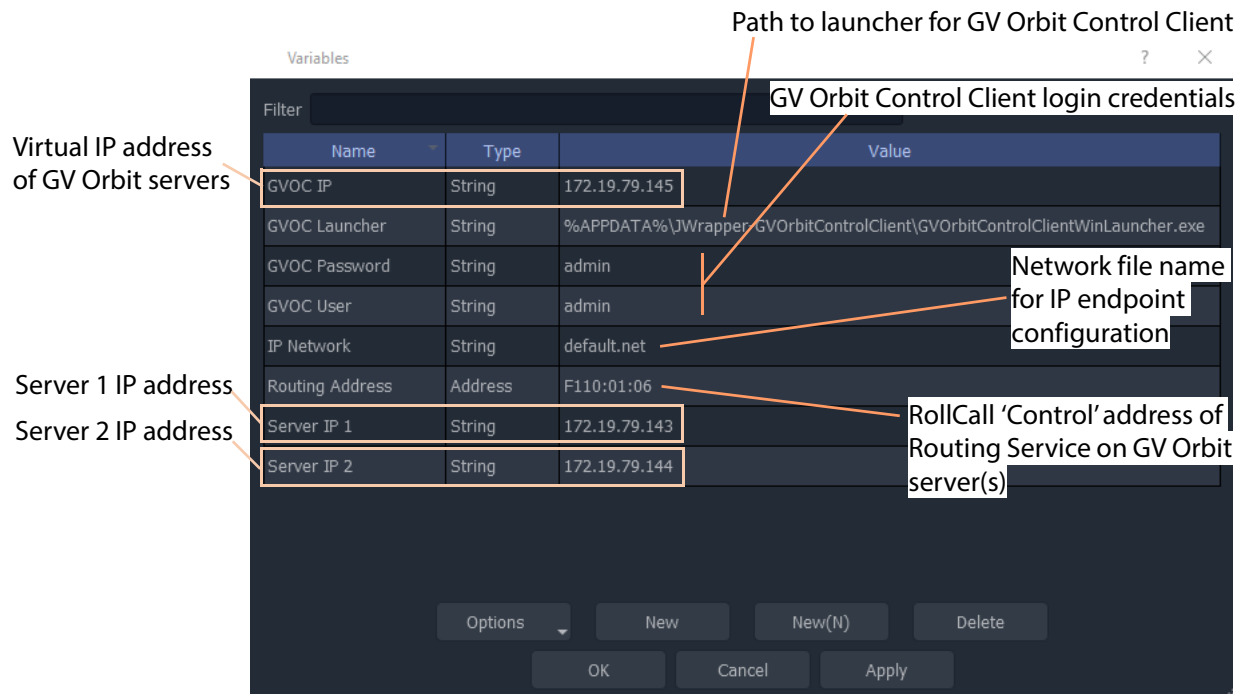 Path to launcher for GV Orbit Control Client
Variables
?
Filter
GV Orbit Control Client login credentials
Virtual IP address
of GV Orbit servers
Name Type Value
GVOC IP String 172.19.79.145
GVOC Launcher String %APPDATA%\JWrapper-GVOrbitControlClient\GVOrbitControlClientWinLauncher.exe
GVOC Password String admin
GVOC User String admin
Network file name
for IP endpoint
configuration
IP Network String default.net
Server 1 IP address
Routing Address Address F110:01:06
RollCall ‘Control’ address of
Routing Service on GV Orbit
server(s)
Server IP 1 String 172.19.79.143
Server 2 IP address
Server IP 2 String 172.19.79.144
Options New New(N) Delete
OK Cancel Apply